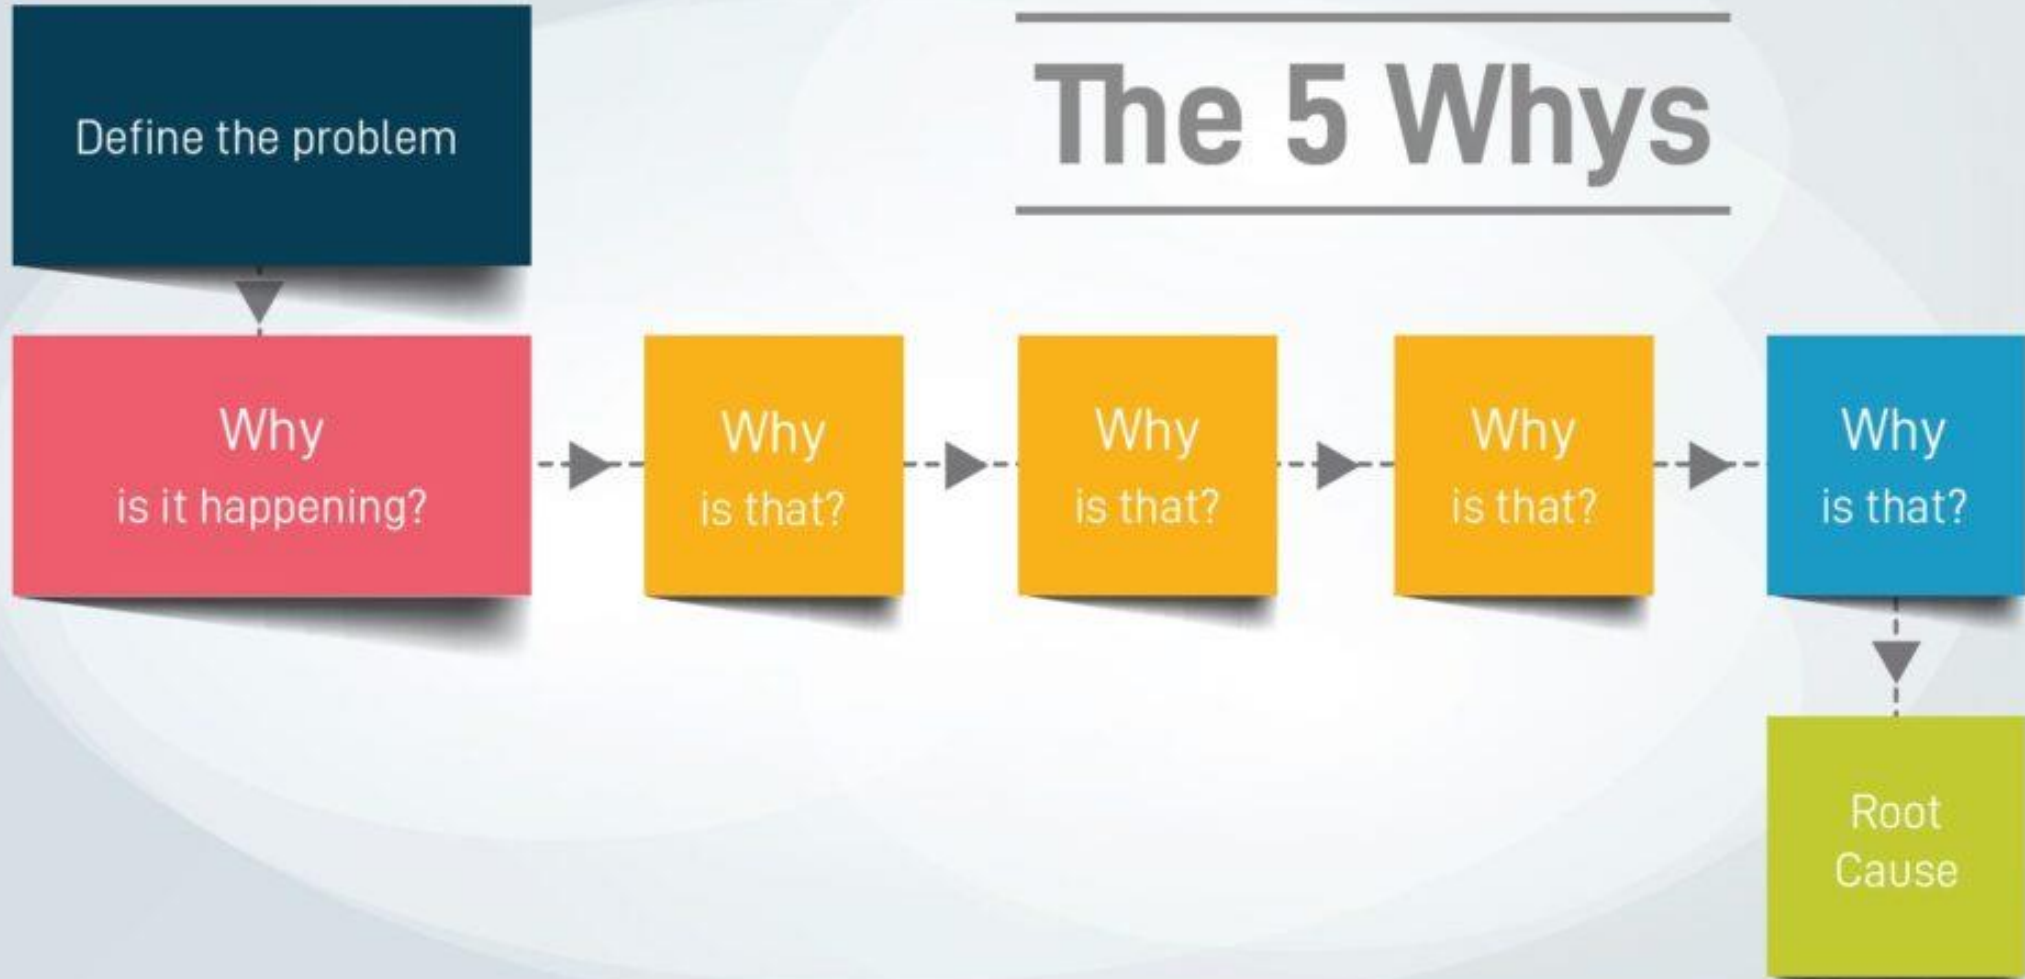 The 5 Whys
Define the problem
Why
is it happening?
Why
is that?
Why
is that?
Why
is that?
Why
is that?
Root
Cause